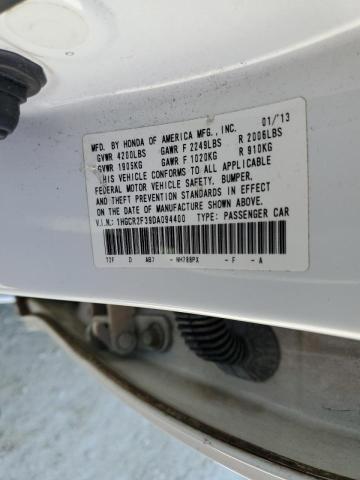 MFD. BY HONDA OF AMERICA MFG., INC. 01/'13
GVWR 4200LBS GAWR F 2249LBS R 2006LBS
GVWR 1905KG GAWR F 1020KG R 910KG
THIS VEHICLE CONFORMS TO ALL APPLICABLE
FEDERAL MOTOR VEHICLE SAFETY, BUMPER,
AND THEFT PREVENTION STANDARDS IN EFFECT
ON THE DATE OF MANUFACTURE SHOWN ABOVE.
V.I.N.: 1HGCR2F39DA094400 TYPE: PASSENGER CAR
T2F D AB7 - NH788PX - F - A